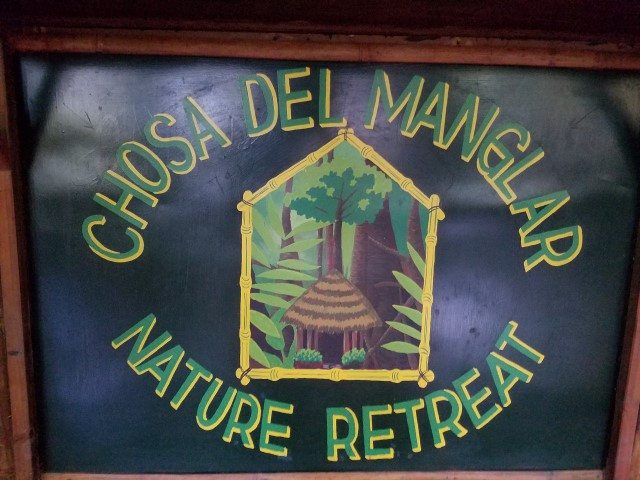 CHOSA DEL MANGLAR
NATURE RETREAT